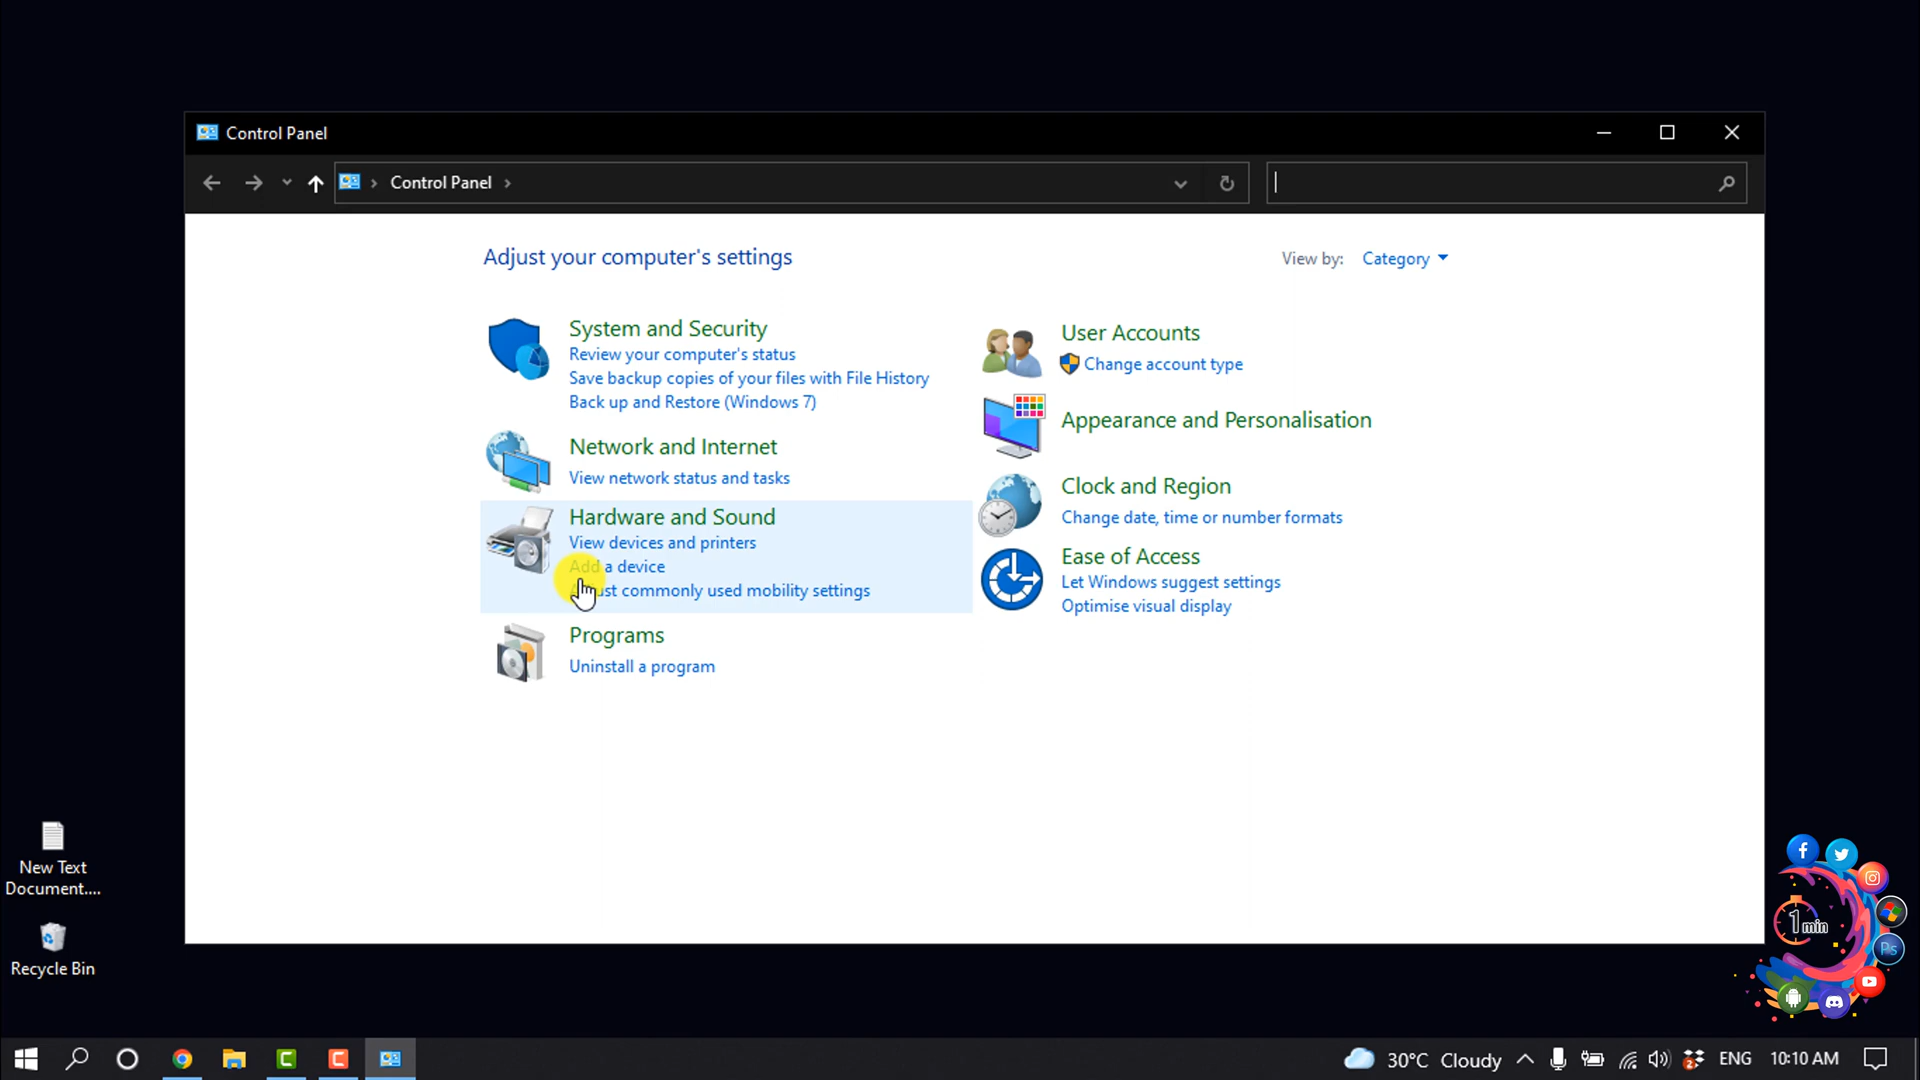 Control Panel
Control Panel
Adjust your computer's settings
View by: Category
System and Security
Review your computer's status
Save backup copies of your files with File History
Back up and Restore (Windows 7)
Network and Internet
View network status and tasks
Hardware and Sound
View devices and printers
Add a device
commonly used mobility settings
Programs
Uninstall a program
User Accounts
Change account type
Appearance and Personalisation
Clock and Region
Change date, time or number formats
Ease of Access
Let Windows suggest settings
Optimise visual display
New Text
Document....
Recycle Bin
1 min
Ps
30°C Cloudy
ENG
10:10 AM